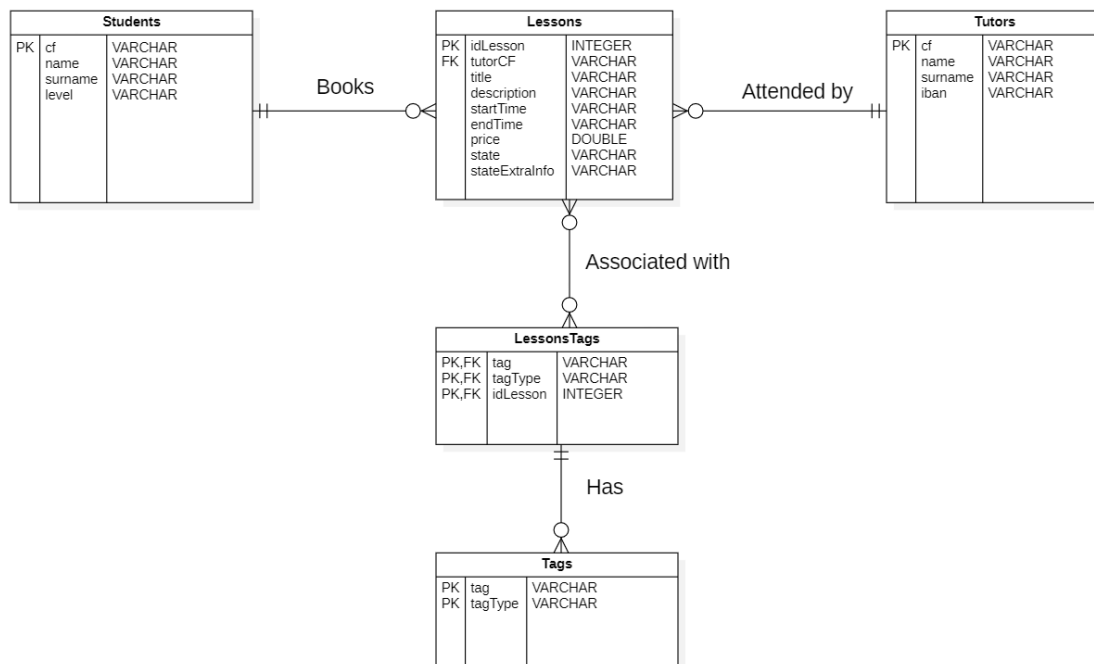 Students
PK cf VARCHAR
name VARCHAR
surname VARCHAR
level VARCHAR
Books
Lessons
PK idLesson INTEGER
FK tutorCF VARCHAR
title VARCHAR
description VARCHAR
startTime VARCHAR
endTime VARCHAR
price DOUBLE
state VARCHAR
stateExtraInfo VARCHAR
Attended by
Tutors
PK cf VARCHAR
name VARCHAR
surname VARCHAR
iban VARCHAR
Associated with
LessonsTags
PK,FK tag VARCHAR
PK,FK tagType VARCHAR
PK,FK idLesson INTEGER
Has
Tags
PK tag VARCHAR
PK tagType VARCHAR